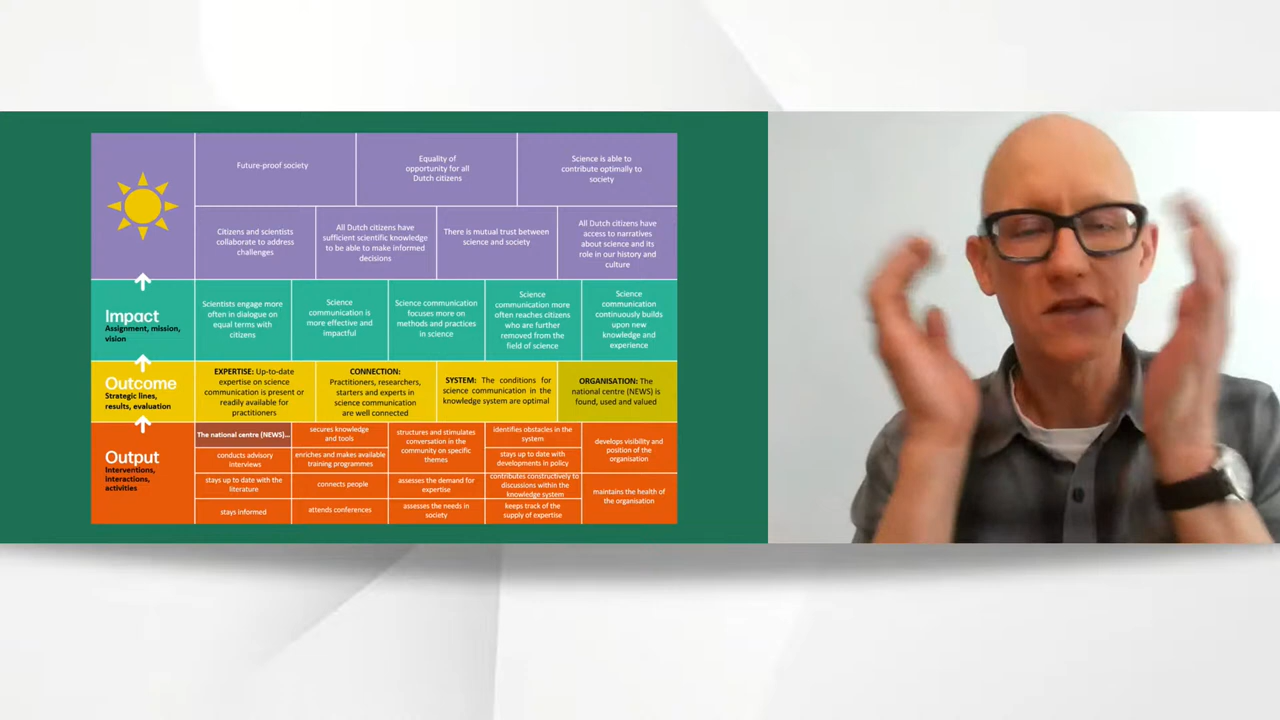 Future-proof society
Equality of
opportunity for all
Dutch citizens
Science is able to
contribute optimally to
society
Citizens and scientists
collaborate to address
challenges
All Dutch citizens have
sufficient scientific knowledge
to be able to make informed
decisions
There is mutual trust between
science and society
All Dutch citizens have
access to narratives
about science and its
role in our history and
culture
Impact
Assignment, mission,
vision
Scientists engage more
often in dialogue on
equal terms with
citizens
Science
communication is
more effective and
impactful
Science communication
focuses more on
methods and practices
in science
Science
communication more
often reaches citizens
who are further
removed from the
field of science
Science
communication
continuously builds
upon new
knowledge and
experience
Outcome
Strategic lines,
results, evaluation
EXPERTISE: Up-to-date
expertise on science
communication is present or
readily available for
practitioners
CONNECTION:
Practitioners, researchers,
starters and experts in
science communication
are well connected
SYSTEM: The conditions for
science communication in the
knowledge system are optimal
ORGANISATION: The
national centre (NEWS) is
found, used and valued
Output
Interventions,
interactions,
activities
The national centre (NEWS)...
conducts advisory
interviews
stays up to date with the
literature
stays informed
secures knowledge
and tools
enriches and makes available
training programmes
connects people
attends conferences
structures and stimulates
conversation in the
community on specific
themes
assesses the demand for
expertise
assesses the needs in
society
identifies obstacles in the
system
stays up to date with
developments in policy
contributes constructively to
discussions within the
knowledge system
keeps track of the
supply of expertise
develops visibility and
position of the
organisation
maintains the health of
the organisation